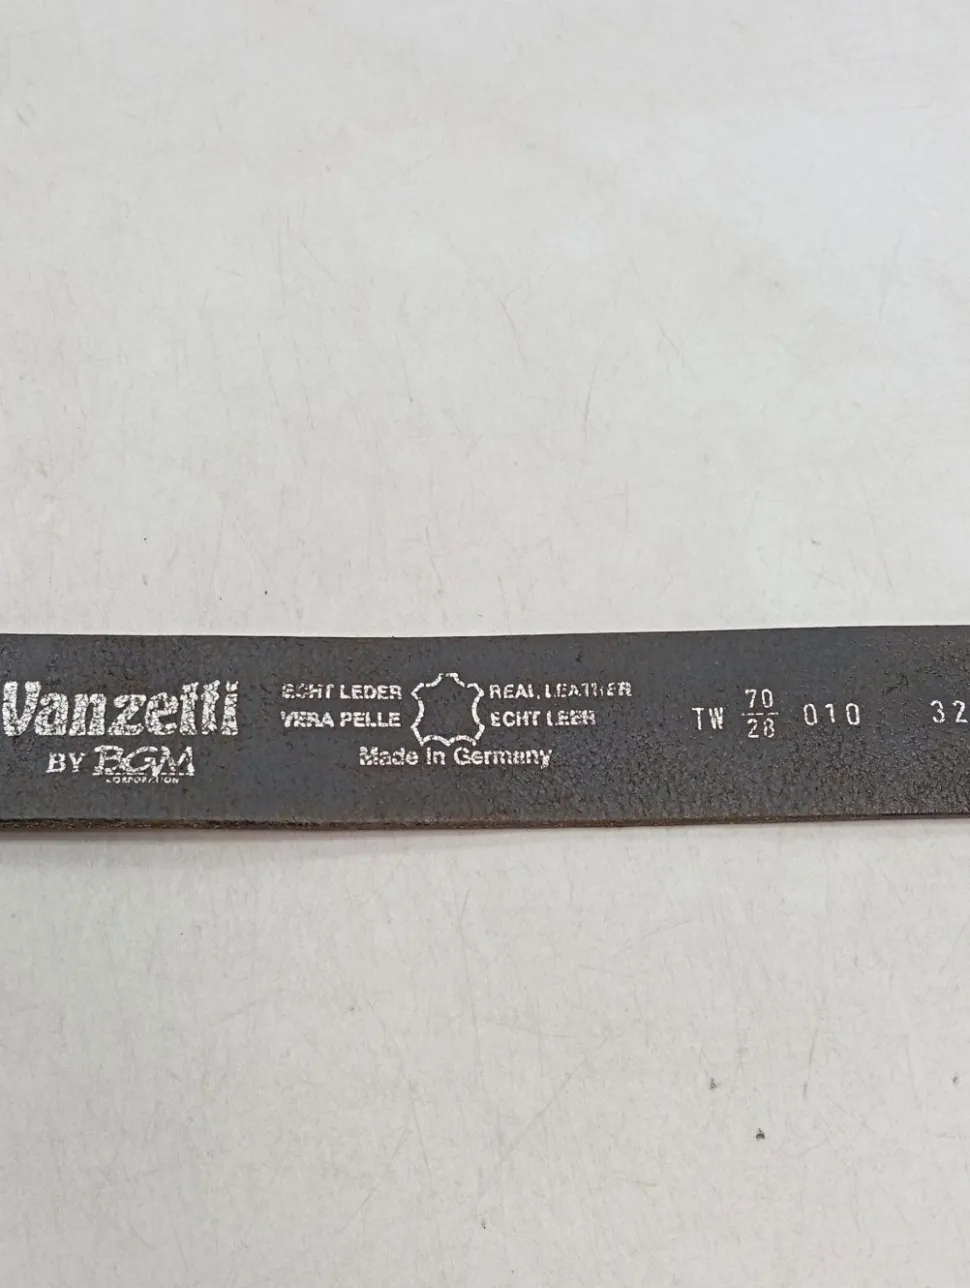 Vanzetti
BY BGM
CORPORATION
ECHT LEDER
VERA PELLE
REAL LEATHER
ECHT LEER
Made in Germany
TW 70/28 010 32